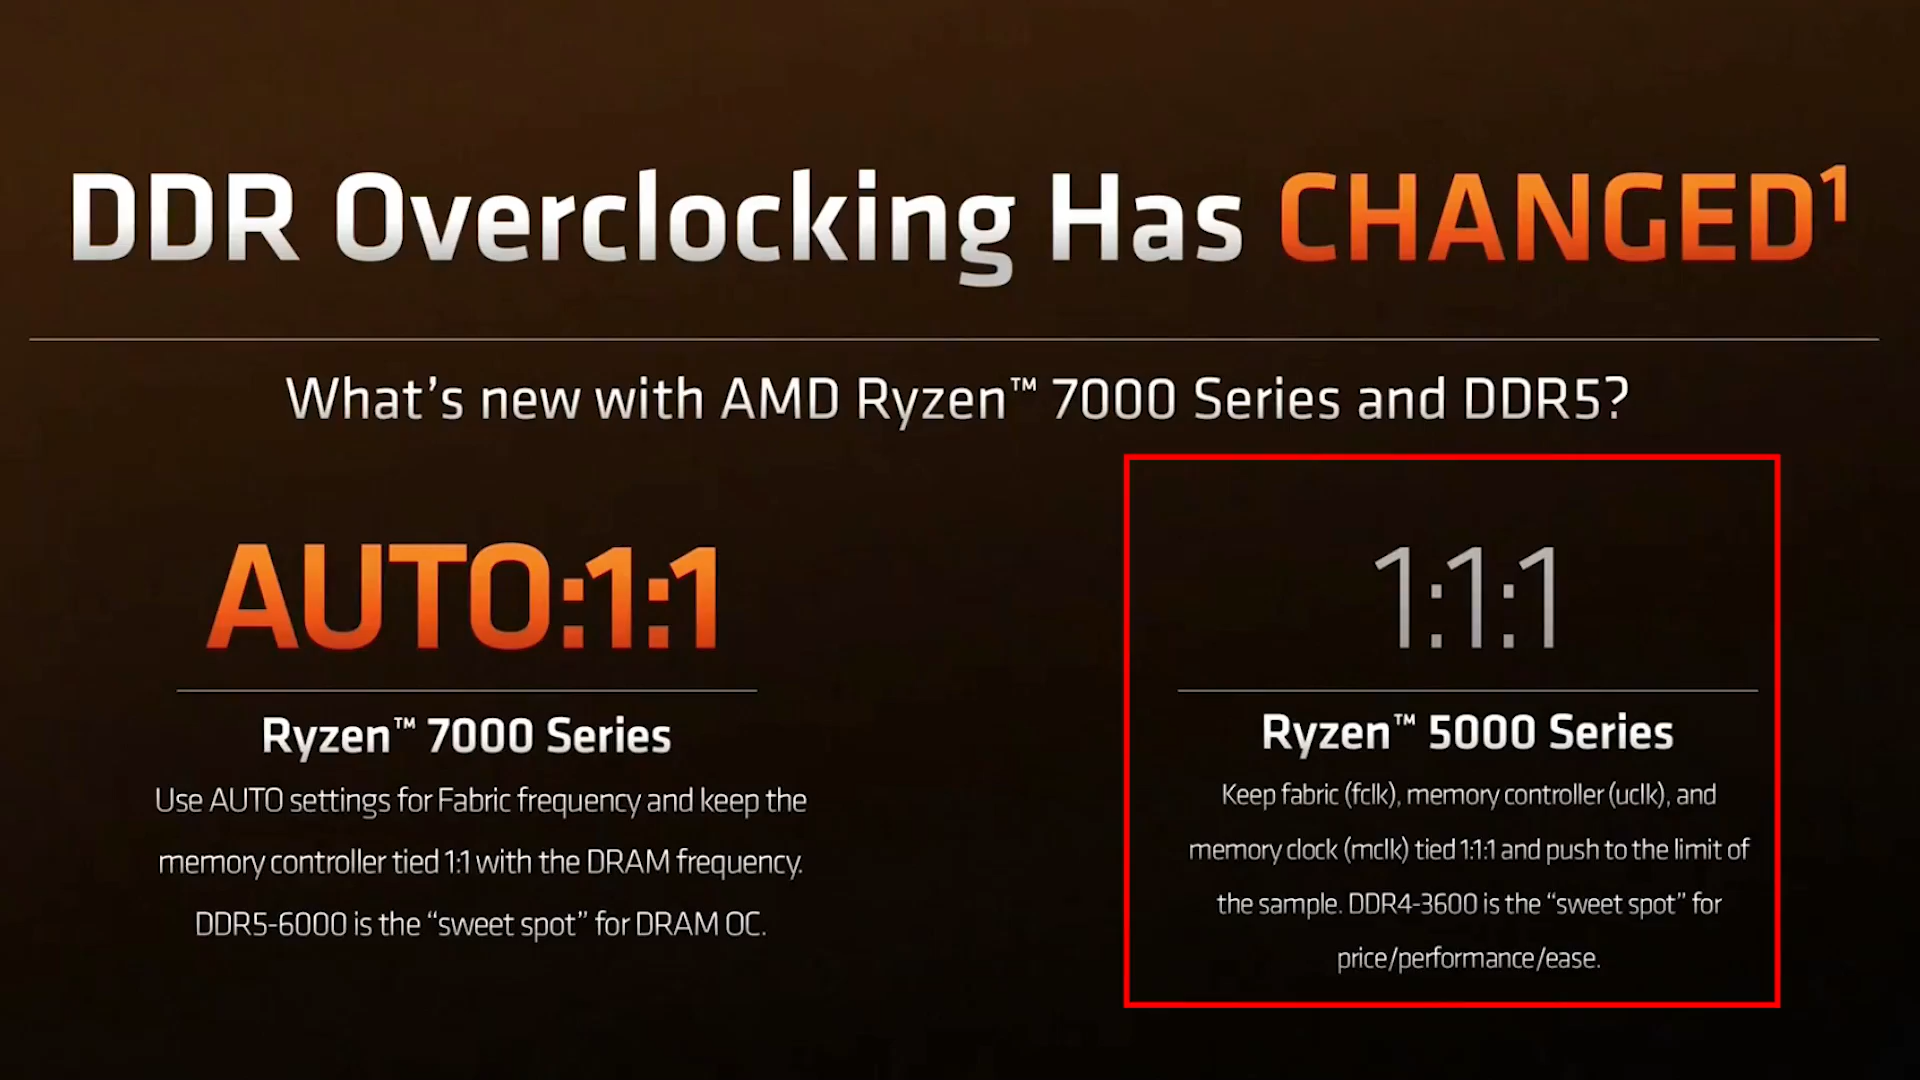 DDR Overclocking Has CHANGED¹
What's new with AMD Ryzen™ 7000 Series and DDR5?
AUTO:1:1
Ryzen™ 7000 Series
Use AUTO settings for Fabric frequency and keep the
memory controller tied 1:1 with the DRAM frequency.
DDR5-6000 is the “sweet spot” for DRAM OC.
1:1:1
Ryzen™ 5000 Series
Keep fabric (fclk), memory controller (uclk), and
memory clock (mclk) tied 1:1:1 and push to the limit of
the sample. DDR4-3600 is the “sweet spot” for
price/performance/ease.